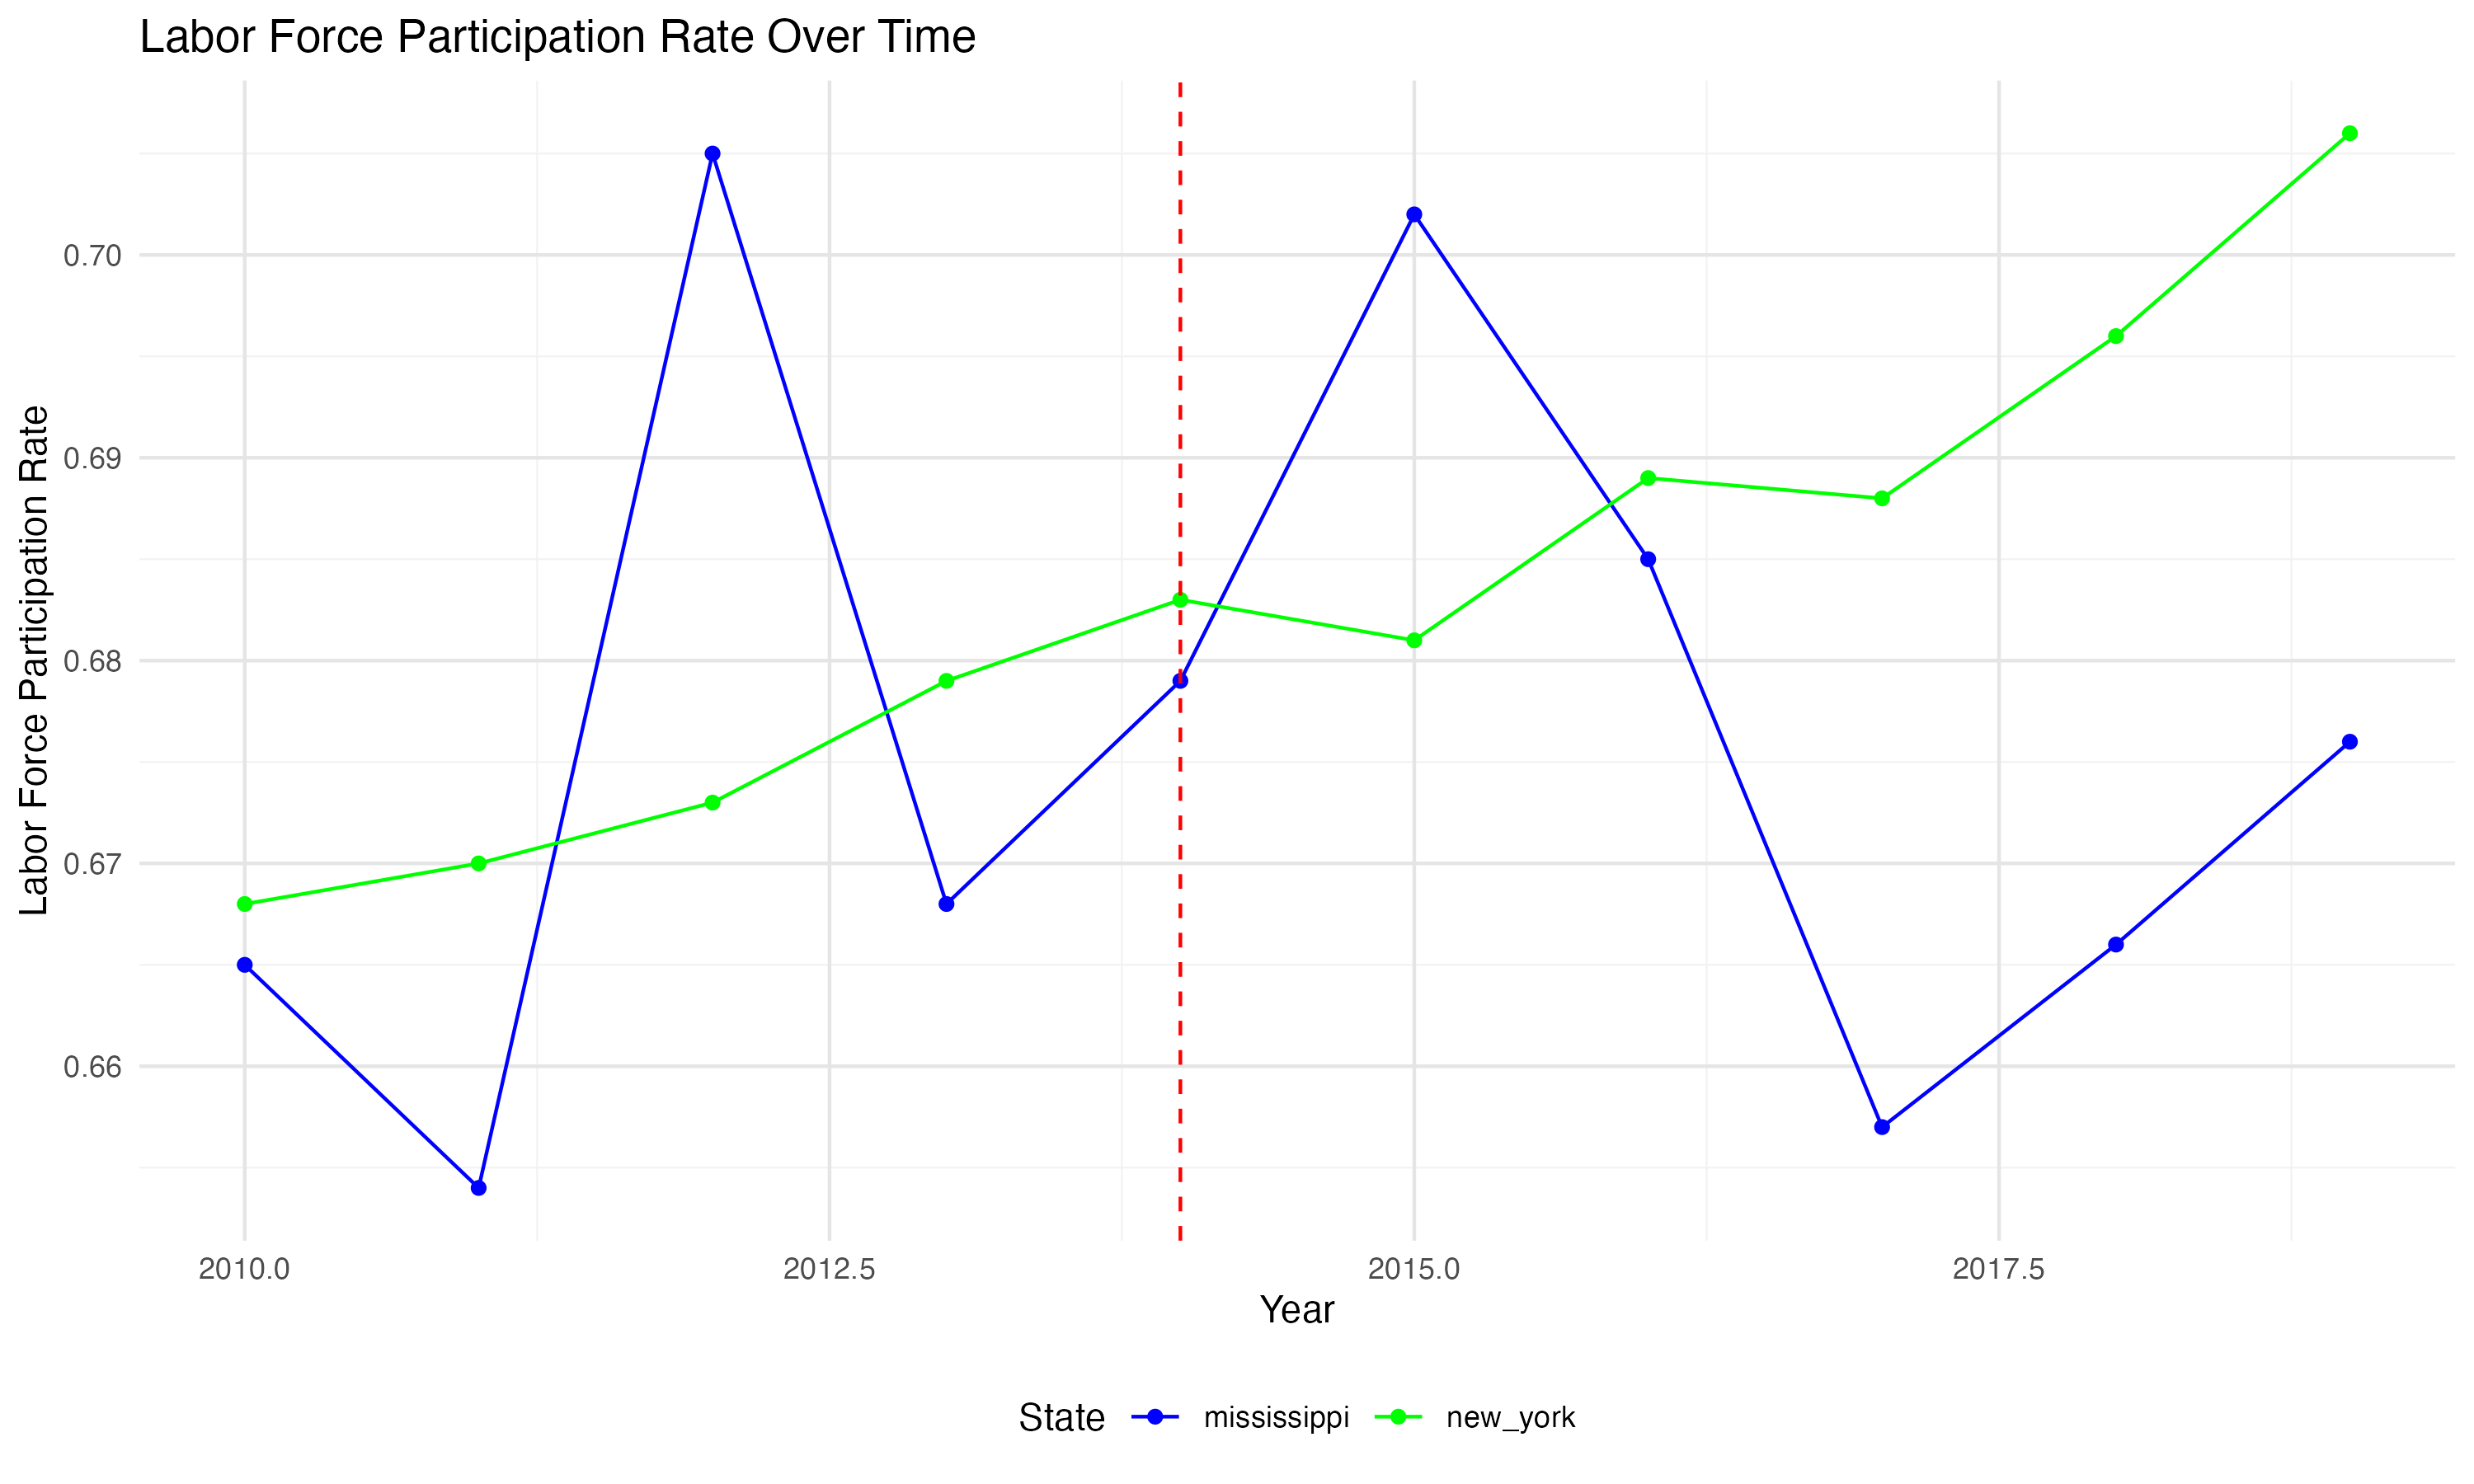 Labor Force Participation Rate Over Time
Labor Force Participation Rate
0.70
0.69
0.68
0.67
0.66
2010.0 2012.5 2015.0 2017.5
Year
State mississippi new_york